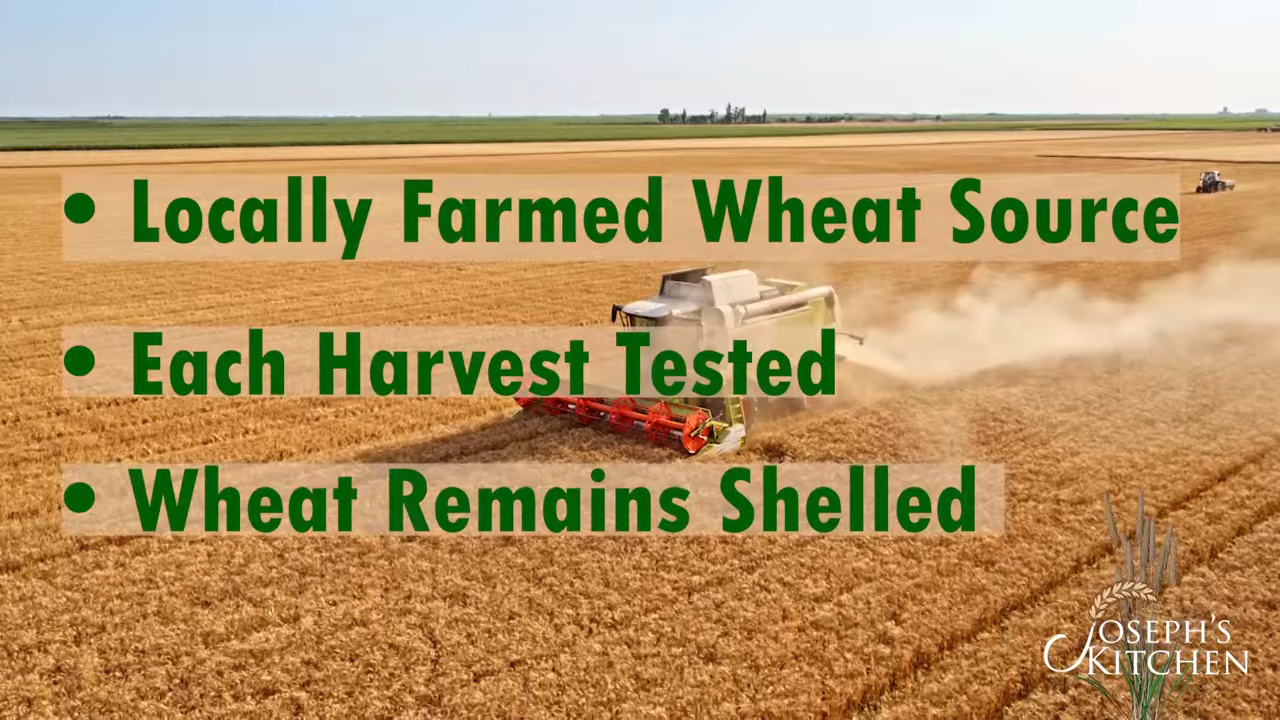 • Locally Farmed Wheat Source
• Each Harvest Tested
• Wheat Remains Shelled
JOSEPH'S
KITCHEN